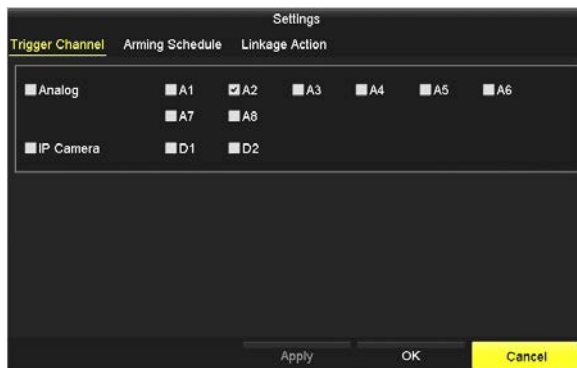 Settings
Trigger Channel Arming Schedule Linkage Action
Analog A1 A2 A3 A4 A5 A6
A7 A8
IP Camera D1 D2
Apply OK Cancel